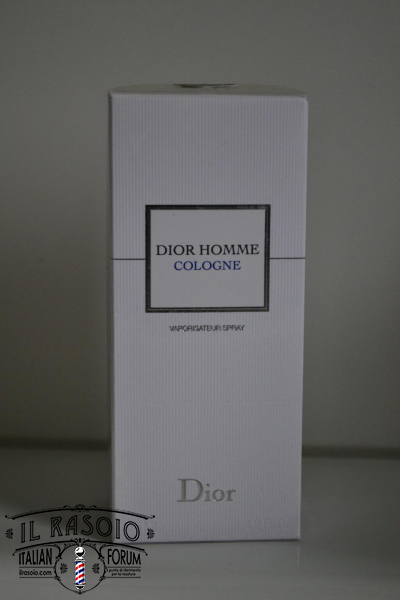 DIOR HOMME
COLOGNE
VAPORISATEUR SPRAY
Dior
IL RASOIO
ITALIAN FORUM
ilrasoio.com